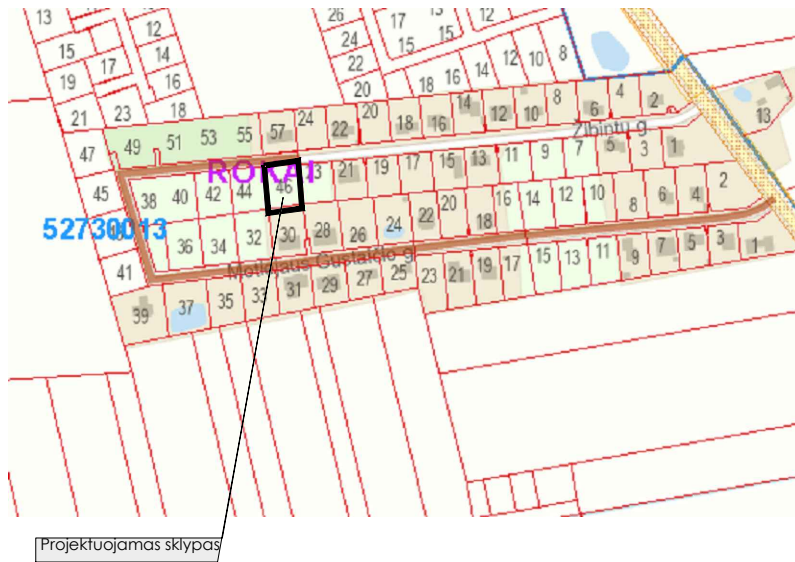 13 12 26 17 13 12
15 12 24 15 15
19 17 14 22 12 10 8
16 20 18 16 14
21 23 18
47 49 51 53 55 57 24 22 20 18 16 14 12 10 8 6 4 2
13
Žibintų g.
45 38 40 42 44 46 21 19 17 15 13 11 9 7 5 3 1
ROKAI
52730013
36 34 32 30 28 26 24 22 20 18 16 14 12 10 8 6 4 2
41
Motiejaus Gustaičio g.
39 37 35 33 31 29 27 25 23 21 19 17 15 13 11 9 7 5 3 1
Projektuojamas sklypas